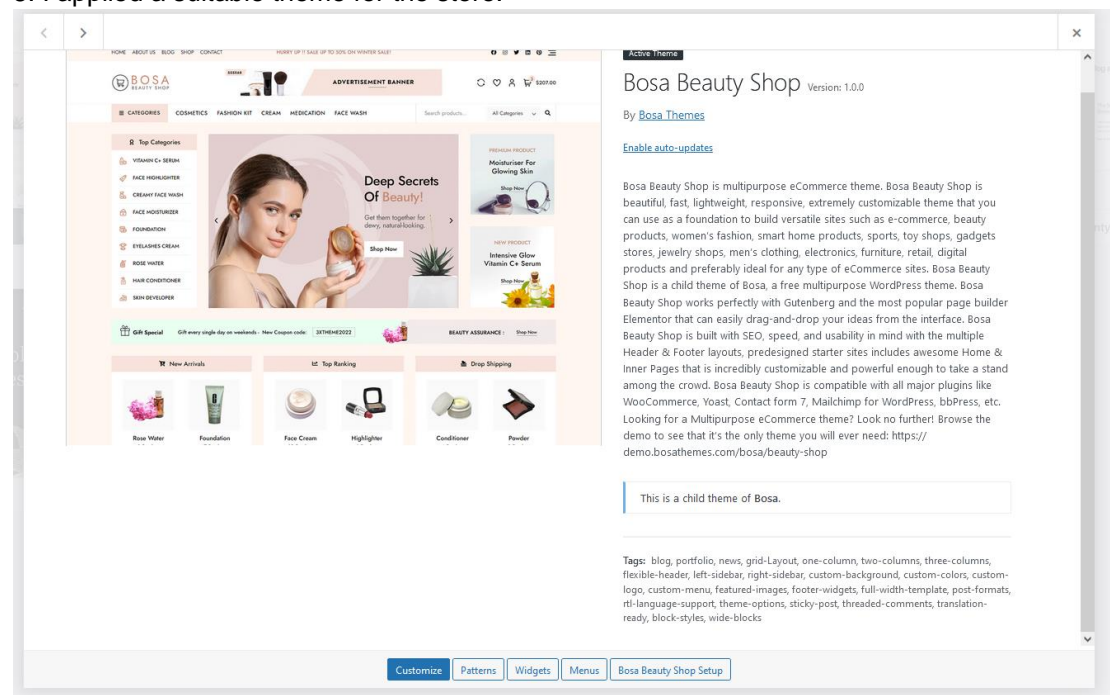 HOME ABOUT US BLOG SHOP CONTACT HURRY UP !! SALE UP TO 30% ON WINTER SALE!
Active Theme
BOSA
BEAUTY SHOP
ADVERTISEMENT BANNER
$207.00
Bosa Beauty Shop Version: 1.0.0
By Bosa Themes
Enable auto-updates
CATEGORIES COSMETICS FASHION KIT CREAM MEDICATION FACE WASH Search products... All Categories
Top Categories
VITAMIN C+ SERUM
FACE HIGHLIGHTER
CREAMY FACE WASH
FACE MOISTURIZER
FOUNDATION
EYELASHES CREAM
ROSE WATER
HAIR CONDITIONER
SKIN DEVELOPER
Deep Secrets
Of Beauty!
Get them together for
dewy, natural-looking.
Shop Now
PREMIUM PRODUCT
Moisturiser For
Glowing Skin
Shop Now
NEW PRODUCT
Intensive Glow
Vitamin C+ Serum
Shop Now
Gift Special Gift every single day on weekends - New Coupon code: 3XTHEME2022 BEAUTY ASSURANCE : Shop Now
New Arrivals Top Ranking Drop Shipping
Rose Water Foundation Face Cream Highlighter Conditioner Powder
Bosa Beauty Shop is multipurpose eCommerce theme. Bosa Beauty Shop is
beautiful, fast, lightweight, responsive, extremely customizable theme that you
can use as a foundation to build versatile sites such as e-commerce, beauty
products, women's fashion, smart home products, sports, toy shops, gadgets
stores, jewelry shops, men's clothing, electronics, furniture, retail, digital
products and preferably ideal for any type of eCommerce sites. Bosa Beauty
Shop is a child theme of Bosa, a free multipurpose WordPress theme. Bosa
Beauty Shop works perfectly with Gutenberg and the most popular page builder
Elementor that can easily drag-and-drop your ideas from the interface. Bosa
Beauty Shop is built with SEO, speed, and usability in mind with the multiple
Header & Footer layouts, predesigned starter sites includes awesome Home &
Inner Pages that is incredibly customizable and powerful enough to take a stand
among the crowd. Bosa Beauty Shop is compatible with all major plugins like
WooCommerce, Yoast, Contact form 7, Mailchimp for WordPress, bbPress, etc.
Looking for a Multipurpose eCommerce theme? Look no further! Browse the
demo to see that it's the only theme you will ever need: https://
demo.bosathemes.com/bosa/beauty-shop
This is a child theme of Bosa.
Tags: blog, portfolio, news, grid-Layout, one-column, two-columns, three-columns,
flexible-header, left-sidebar, right-sidebar, custom-background, custom-colors, custom-
logo, custom-menu, featured-images, footer-widgets, full-width-template, post-formats,
rtl-language-support, theme-options, sticky-post, threaded-comments, translation-
ready, block-styles, wide-blocks
Customize Patterns Widgets Menus Bosa Beauty Shop Setup